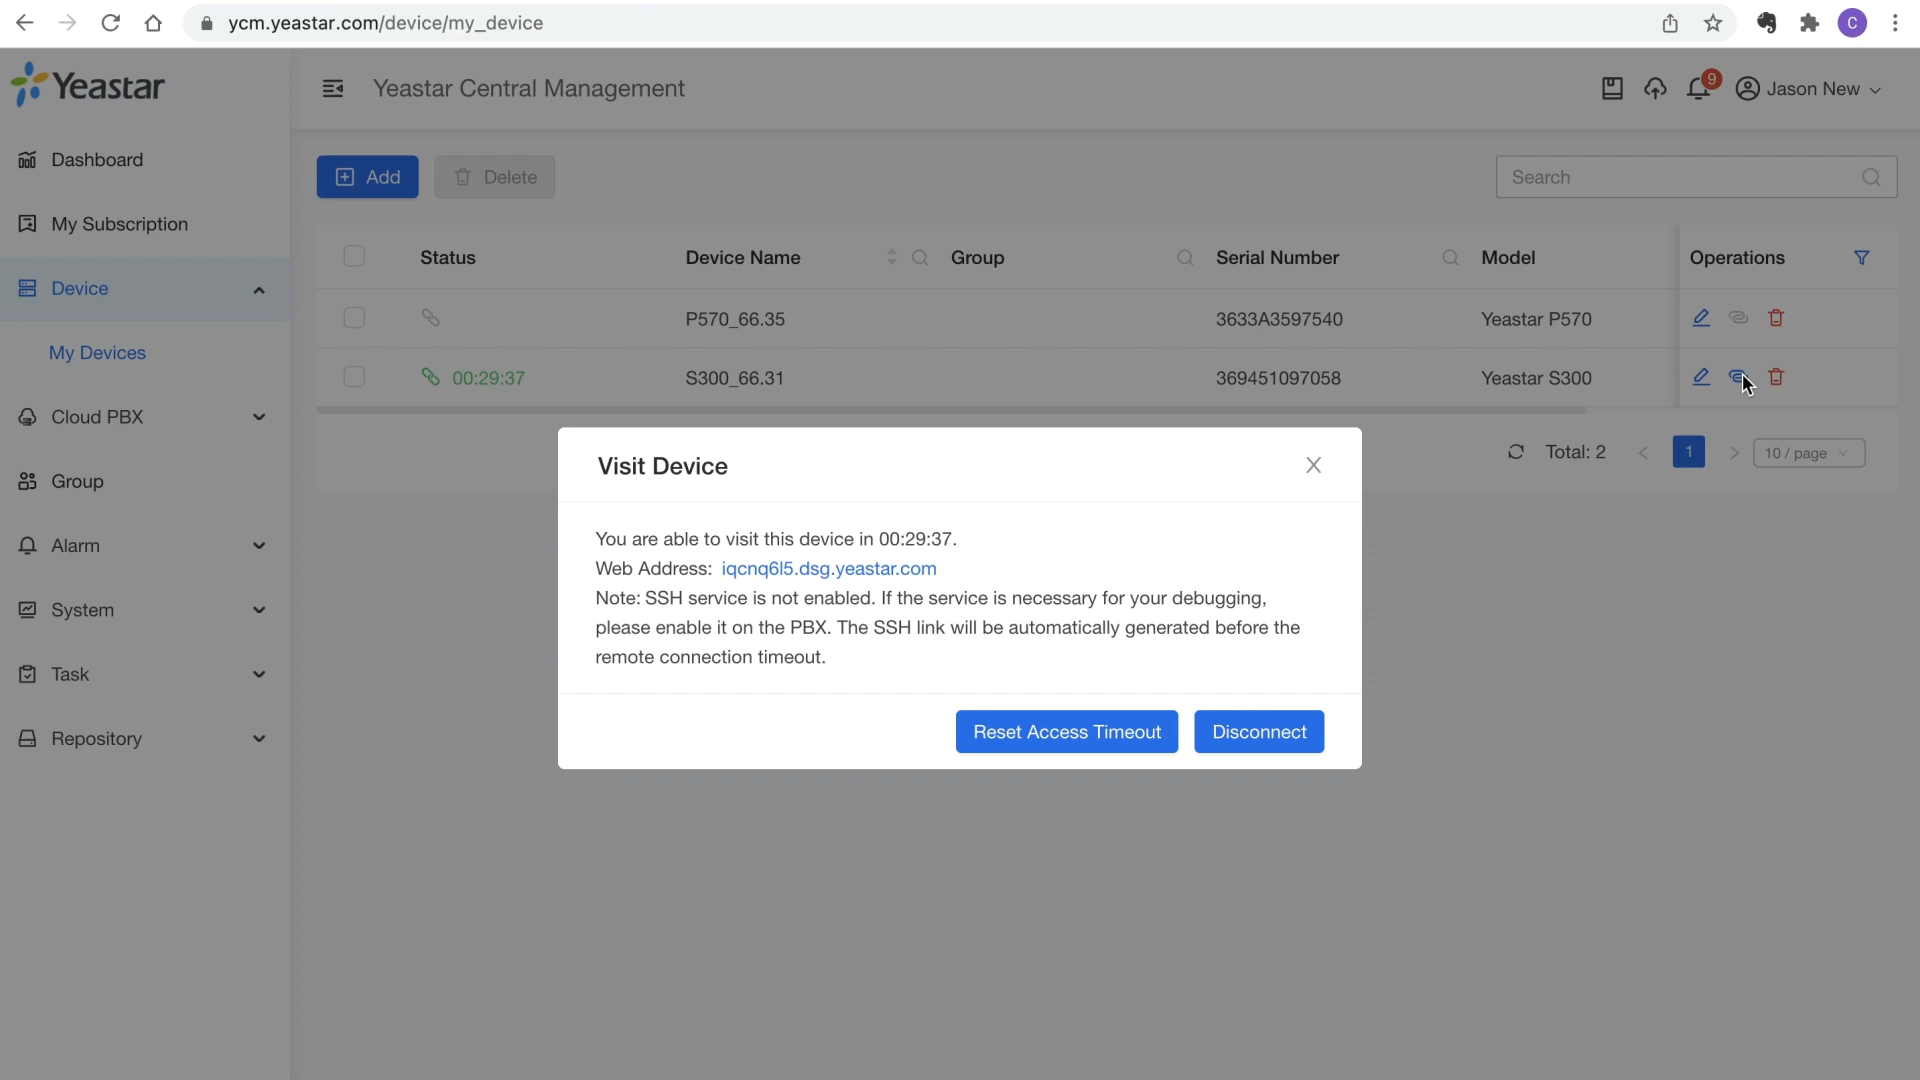 ycm.yeastar.com/device/my_device
C
Yeastar
Yeastar Central Management
9
Jason New
Dashboard
My Subscription
Device
My Devices
Cloud PBX
Group
Alarm
System
Task
Repository
Add
Delete
Search
Status
Device Name
Group
Serial Number
Model
Operations
P570_66.35
3633A3597540
Yeastar P570
00:29:37
S300_66.31
369451097058
Yeastar S300
Total: 2
1
10 / page
Visit Device
You are able to visit this device in 00:29:37.
Web Address: iqcnq6l5.dsg.yeastar.com
Note: SSH service is not enabled. If the service is necessary for your debugging,
please enable it on the PBX. The SSH link will be automatically generated before the
remote connection timeout.
Reset Access Timeout
Disconnect